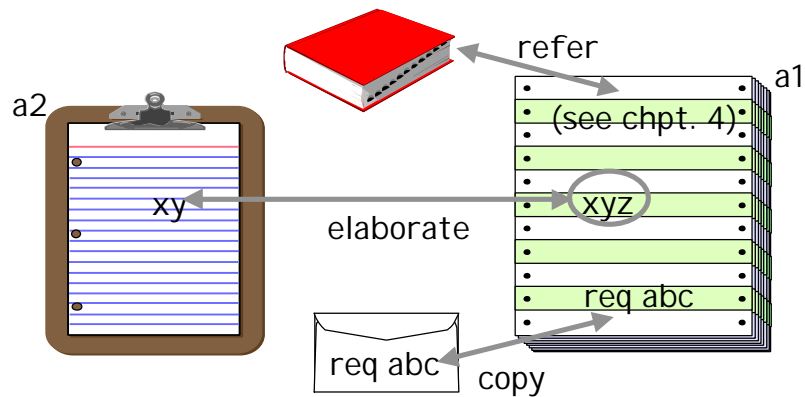 refer
a1
a2
(see chpt. 4)
xy
xyz
elaborate
req abc
req abc
copy